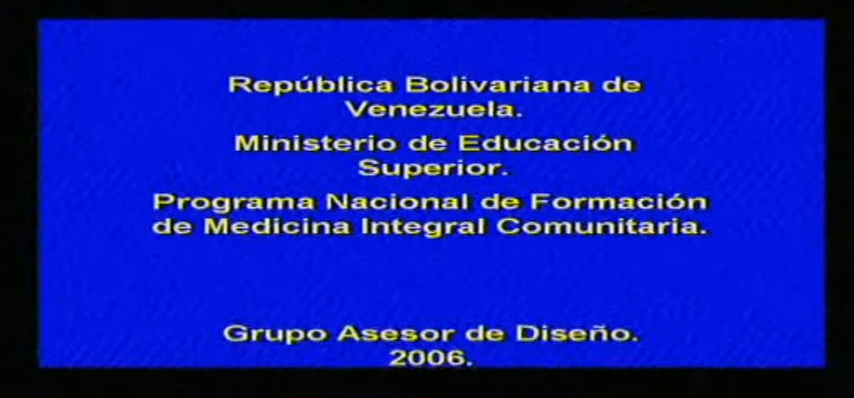 República Bolivariana de
Venezuela.
Ministerio de Educación
Superior.
Programa Nacional de Formación
de Medicina Integral Comunitaria.
Grupo Asesor de Diseño.
2006.